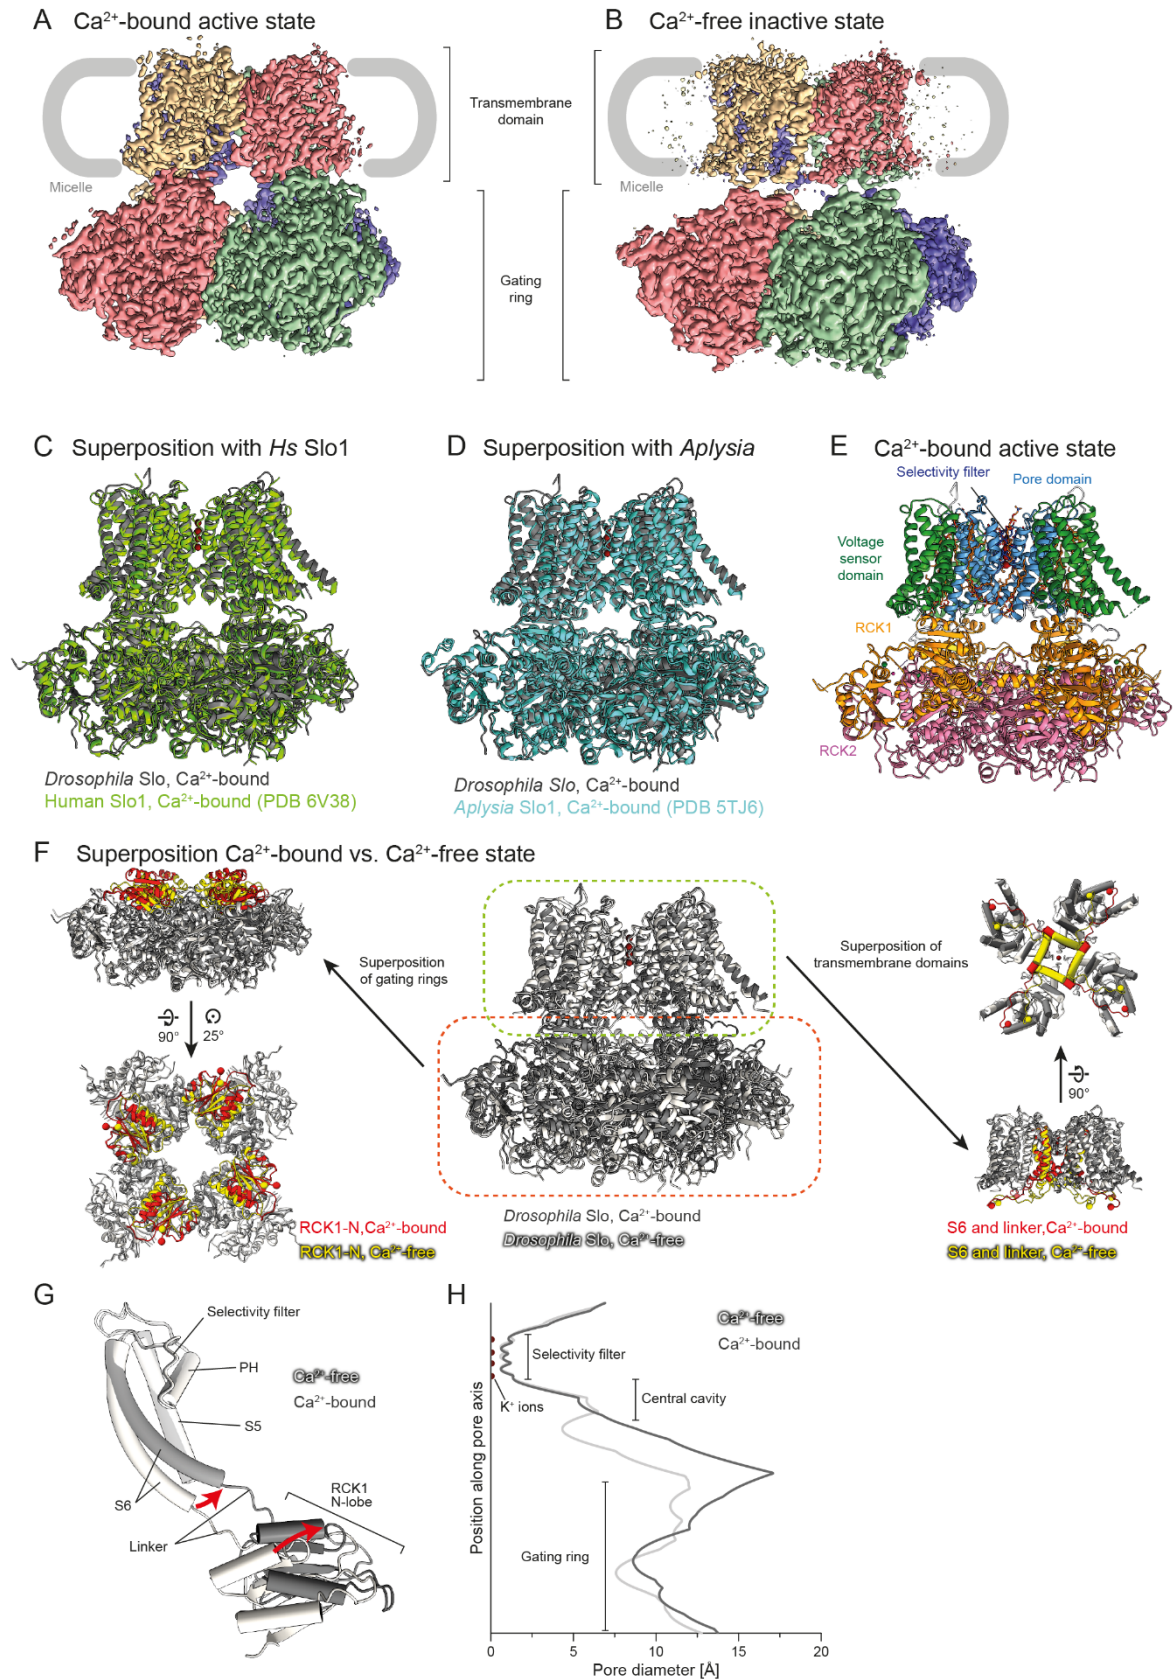 A Ca²⁺-bound active state
B Ca²⁺-free inactive state
Transmembrane
domain
Micelle
Micelle
Gating
ring
C Superposition with Hs Slo1
D Superposition with Aplysia
E Ca²⁺-bound active state
Selectivity filter
Pore domain
Voltage
sensor
domain
RCK1
RCK2
Drosophila Slo, Ca²⁺-bound
Human Slo1, Ca²⁺-bound (PDB 6V38)
Drosophila Slo, Ca²⁺-bound
Aplysia Slo1, Ca²⁺-bound (PDB 5TJ6)
F Superposition Ca²⁺-bound vs. Ca²⁺-free state
Superposition
of gating rings
Superposition of
transmembrane domains
90° 25°
90°
RCK1-N,Ca²⁺-bound
RCK1-N, Ca²⁺-free
Drosophila Slo, Ca²⁺-bound
Drosophila Slo, Ca²⁺-free
S6 and linker,Ca²⁺-bound
S6 and linker, Ca²⁺-free
G
Selectivity filter
PH
Ca²⁺-free
Ca²⁺-bound
S5
S6
RCK1
N-lobe
Linker
H
Ca²⁺-free
Ca²⁺-bound
Selectivity filter
Central cavity
K⁺ ions
Gating ring
Position along pore axis
0 5 10 15 20
Pore diameter [Å]